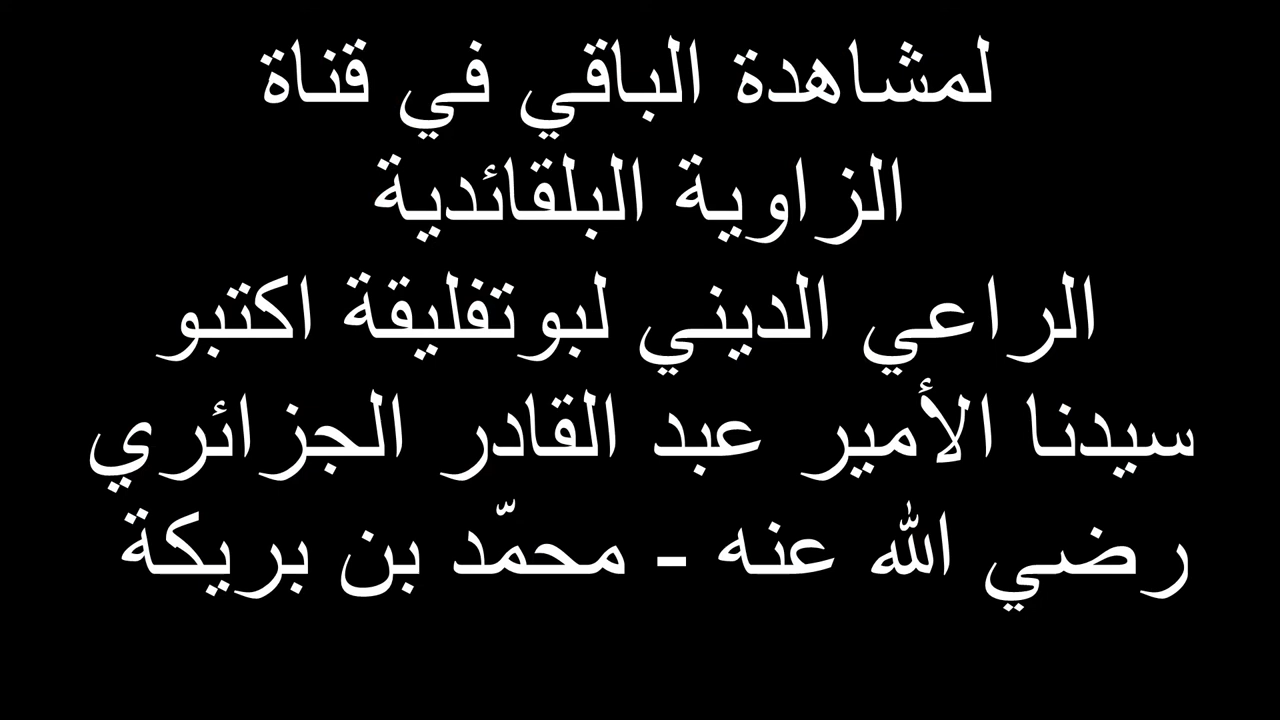 لمشاهدة الباقي في قناة
الزاوية البلقائدية
الراعي الديني لبوتفليقة اكتبو
سيدنا الأمير عبد القادر الجزائري
رضي الله عنه - محمّد بن بريكة